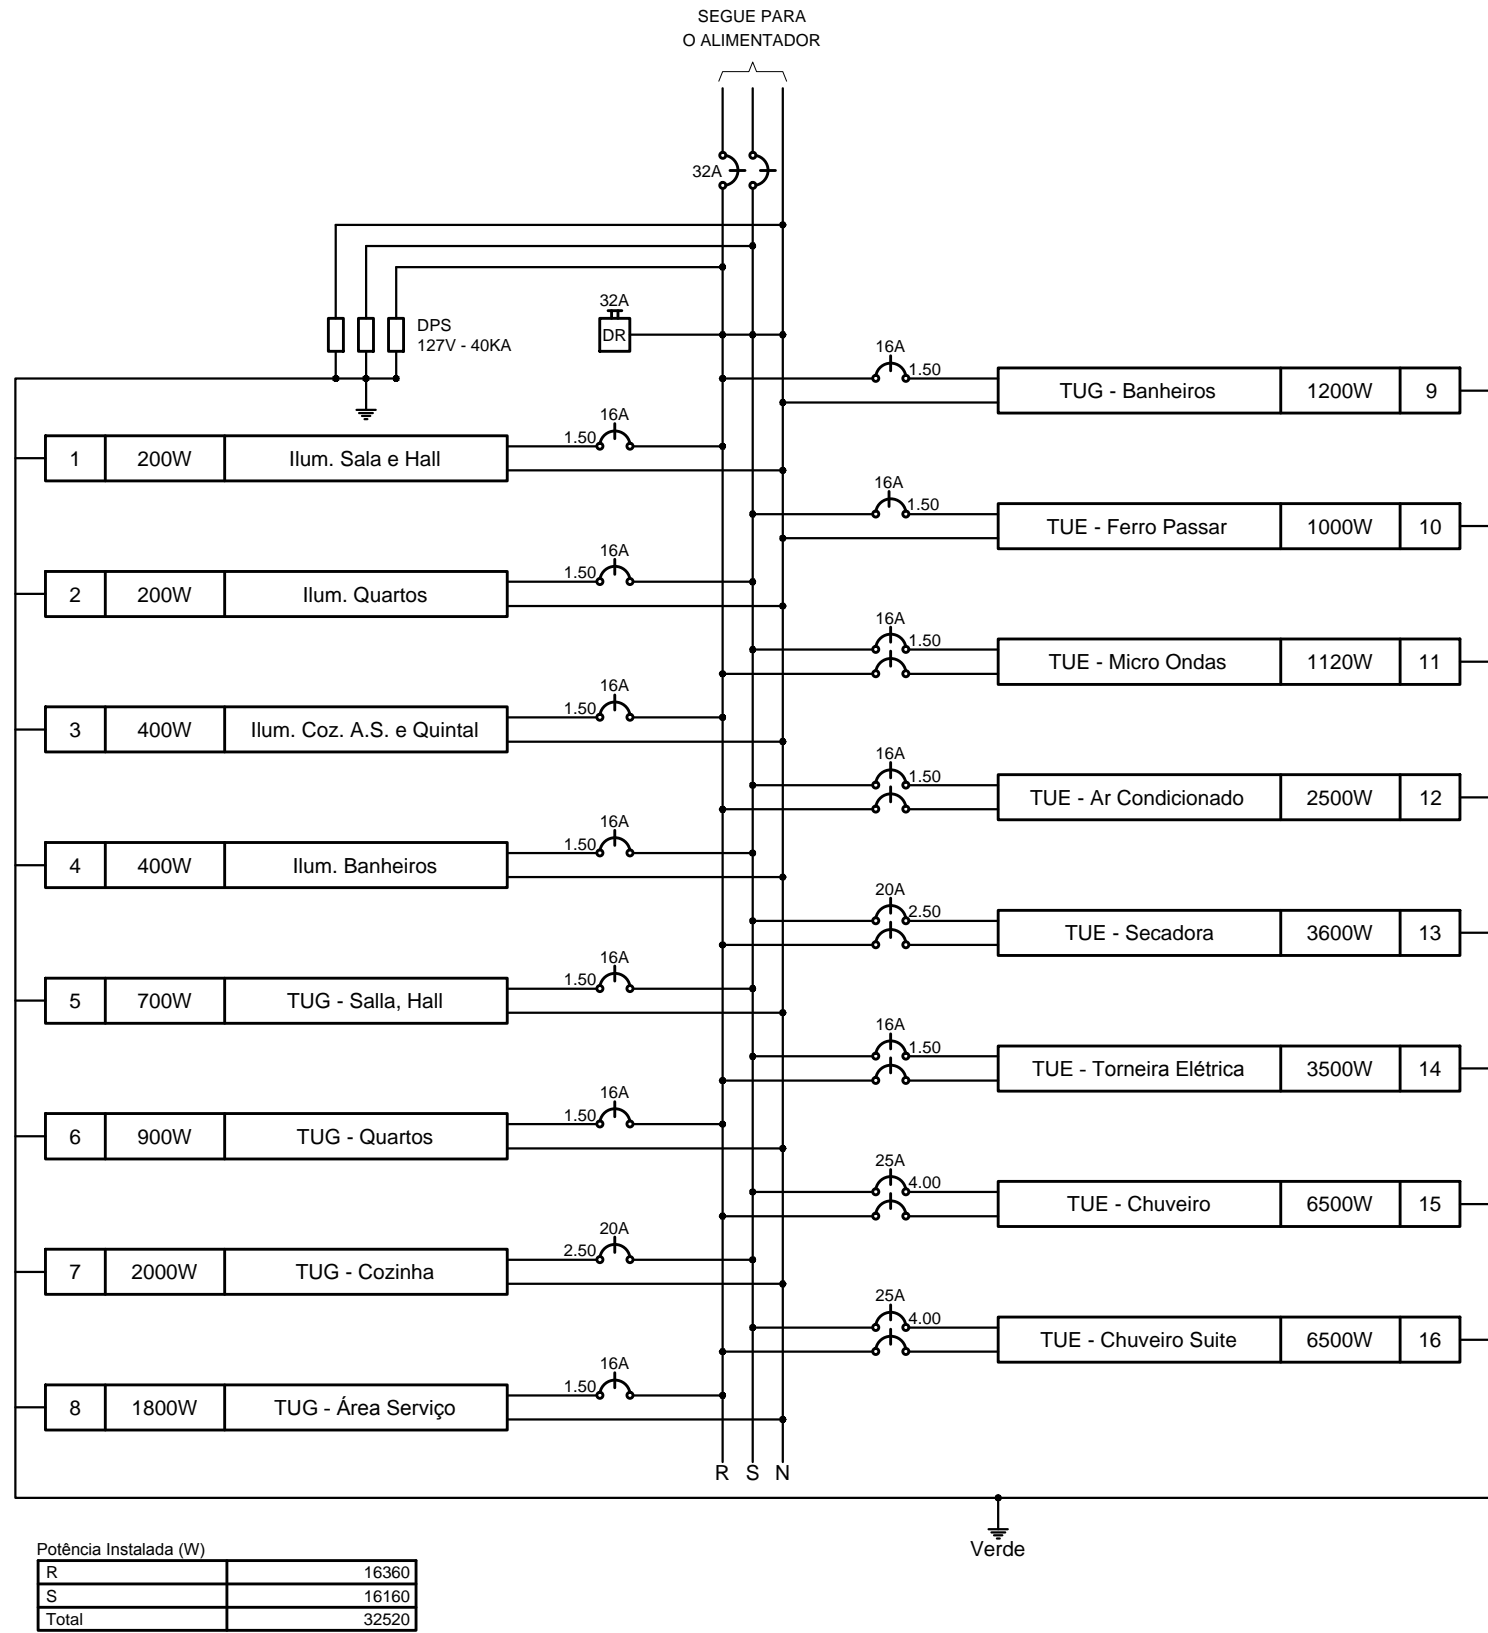 SEGUE PARA
O ALIMENTADOR
32A
DPS
127V - 40KA
32A
DR
16A
1.50
1 200W Ilum. Sala e Hall
16A
1.50
2 200W Ilum. Quartos
16A
1.50
3 400W Ilum. Coz. A.S. e Quintal
16A
1.50
4 400W Ilum. Banheiros
16A
1.50
5 700W TUG - Salla, Hall
16A
1.50
6 900W TUG - Quartos
20A
2.50
7 2000W TUG - Cozinha
16A
1.50
8 1800W TUG - Área Serviço
16A
1.50
TUG - Banheiros 1200W 9
16A
1.50
TUE - Ferro Passar 1000W 10
16A
1.50
TUE - Micro Ondas 1120W 11
16A
1.50
TUE - Ar Condicionado 2500W 12
20A
2.50
TUE - Secadora 3600W 13
16A
1.50
TUE - Torneira Elétrica 3500W 14
25A
4.00
TUE - Chuveiro 6500W 15
25A
4.00
TUE - Chuveiro Suite 6500W 16
R S N
Verde
Potência Instalada (W)
R 16360
S 16160
Total 32520